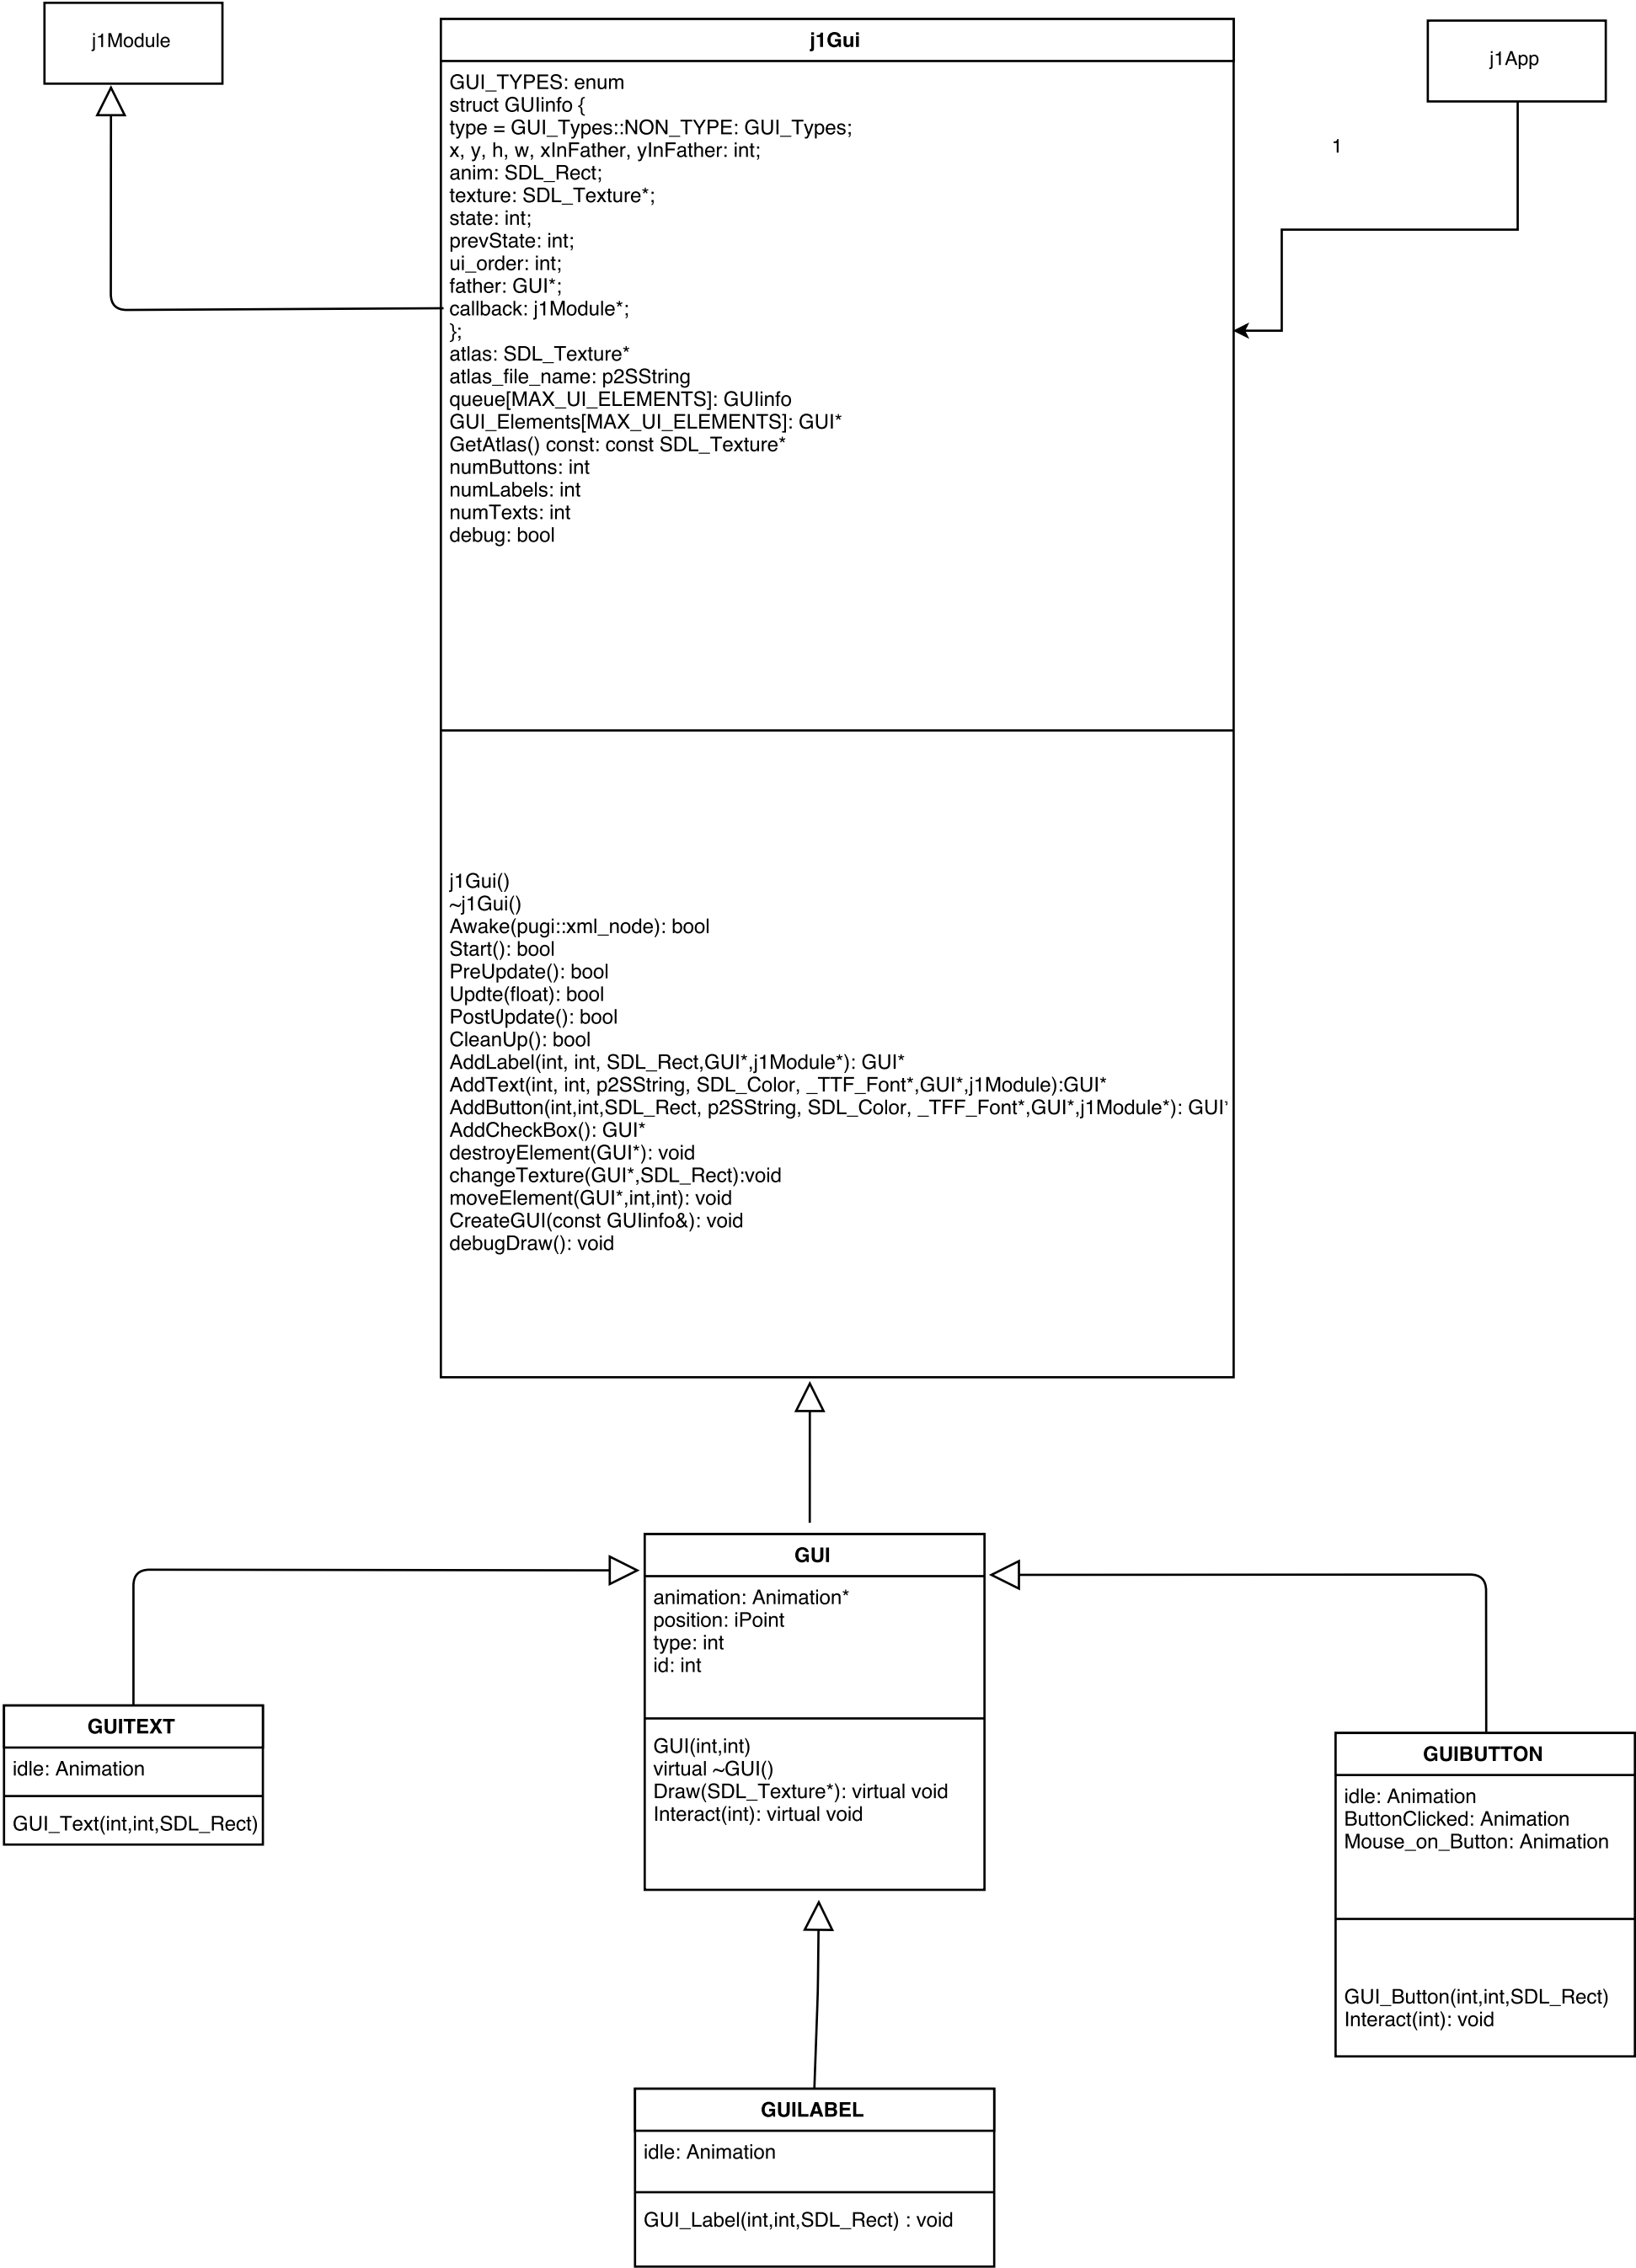 j1Module
j1Gui
j1App
GUI_TYPES: enum
struct GUIinfo {
type = GUI_Types::NON_TYPE: GUI_Types;
x, y, h, w, xInFather, yInFather: int;
anim: SDL_Rect;
texture: SDL_Texture*;
state: int;
prevState: int;
ui_order: int;
father: GUI*;
callback: j1Module*;
};
atlas: SDL_Texture*
atlas_file_name: p2SString
queue[MAX_UI_ELEMENTS]: GUIinfo
GUI_Elements[MAX_UI_ELEMENTS]: GUI*
GetAtlas() const: const SDL_Texture*
numButtons: int
numLabels: int
numTexts: int
debug: bool
1
j1Gui()
~j1Gui()
Awake(pugi::xml_node): bool
Start(): bool
PreUpdate(): bool
Updte(float): bool
PostUpdate(): bool
CleanUp(): bool
AddLabel(int, int, SDL_Rect,GUI*,j1Module*): GUI*
AddText(int, int, p2SString, SDL_Color, _TTF_Font*,GUI*,j1Module):GUI*
AddButton(int,int,SDL_Rect, p2SString, SDL_Color, _TFF_Font*,GUI*,j1Module*): GUI*
AddCheckBox(): GUI*
destroyElement(GUI*): void
changeTexture(GUI*,SDL_Rect):void
moveElement(GUI*,int,int): void
CreateGUI(const GUIinfo&): void
debugDraw(): void
GUI
animation: Animation*
position: iPoint
type: int
id: int
GUI(int,int)
virtual ~GUI()
Draw(SDL_Texture*): virtual void
Interact(int): virtual void
GUITEXT
idle: Animation
GUI_Text(int,int,SDL_Rect)
GUIBUTTON
idle: Animation
ButtonClicked: Animation
Mouse_on_Button: Animation
GUI_Button(int,int,SDL_Rect)
Interact(int): void
GUILABEL
idle: Animation
GUI_Label(int,int,SDL_Rect) : void